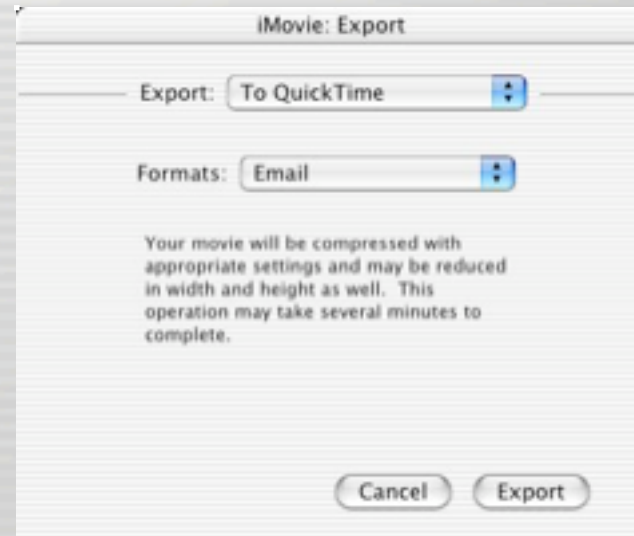 iMovie: Export
Export: To QuickTime
Formats: Email
Your movie will be compressed with
appropriate settings and may be reduced
in width and height as well. This
operation may take several minutes to
complete.
Cancel Export